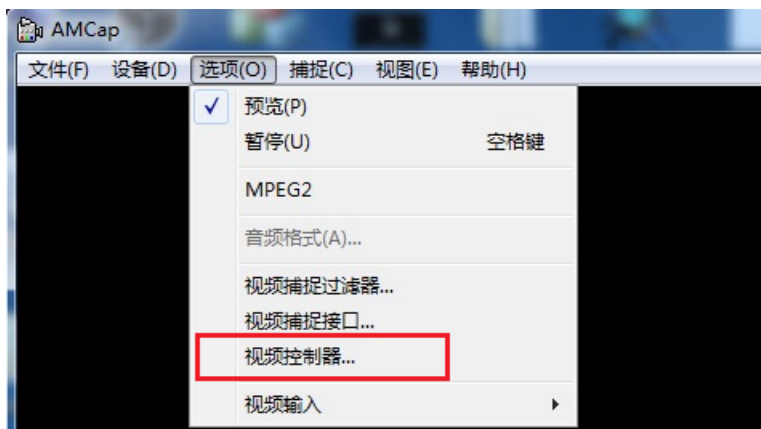 AMCap
文件(F) 设备(D) 选项(O) 捕捉(C) 视图(E) 帮助(H)
预览(P)
暂停(U) 空格键
MPEG2
音频格式(A)...
视频捕捉过滤器...
视频捕捉接口...
视频控制器...
视频输入